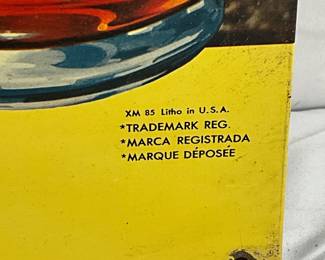 XM 85 Litho in U.S.A.
*TRADEMARK REG.
*MARCA REGISTRADA
*MARQUE DÉPOSÉE